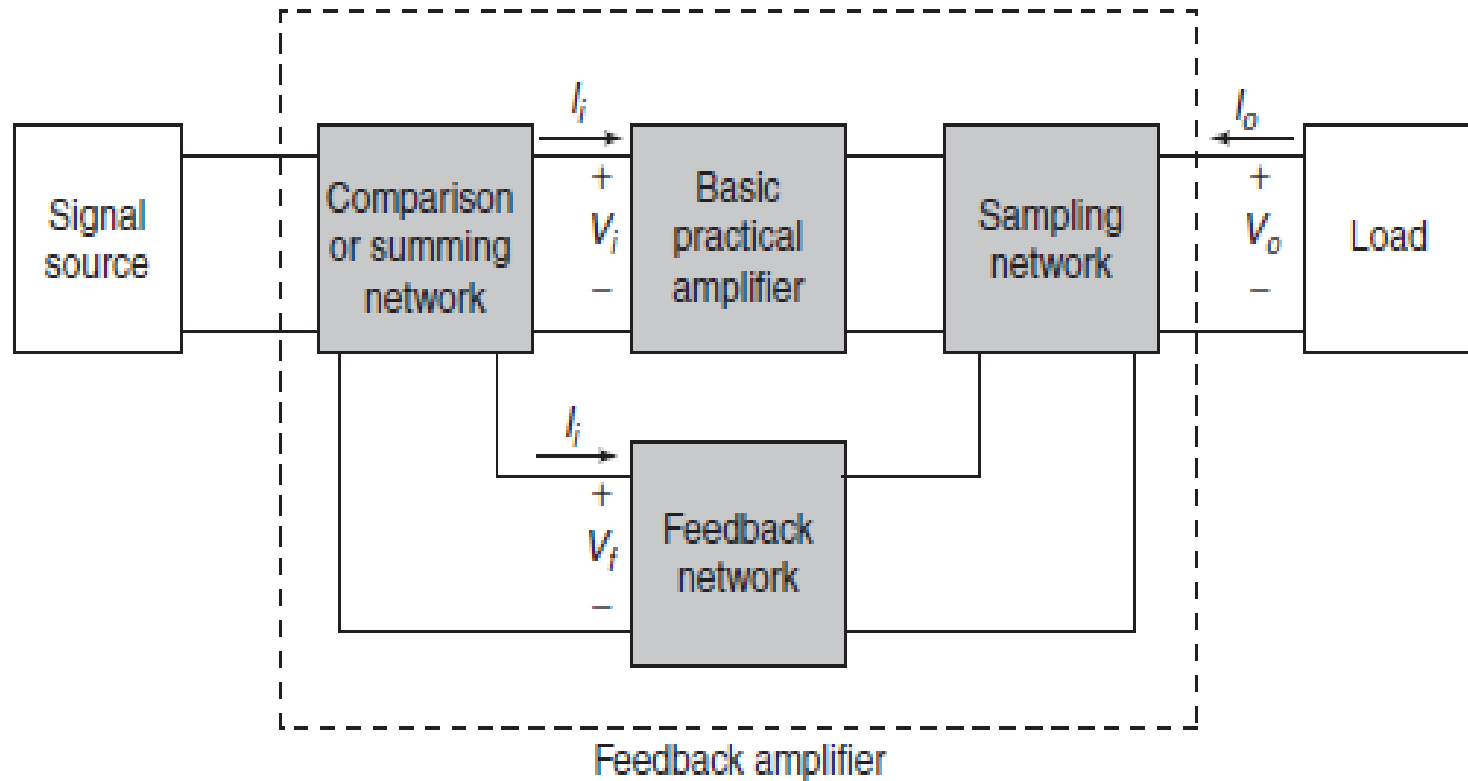 Signal
source
Comparison
or summing
network
I_i
+
V_i
–
Basic
practical
amplifier
Sampling
network
I_o
+
V_o
–
Load
I_i
+
V_f
–
Feedback
network
Feedback amplifier